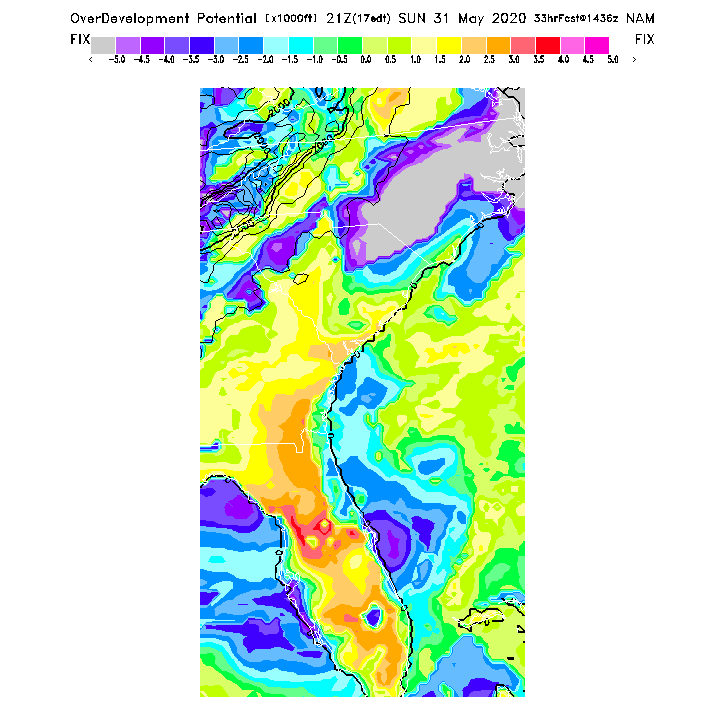 OverDevelopment Potential [x1000ft] 21Z(17edt) SUN 31 May 2020 33hrFcst@1436z NAM
FIX FIX
< -5.0 -4.5 -4.0 -3.5 -3.0 -2.5 -2.0 -1.5 -1.0 -0.5 0.0 0.5 1.0 1.5 2.0 2.5 3.0 3.5 4.0 4.5 5.0 >
2000